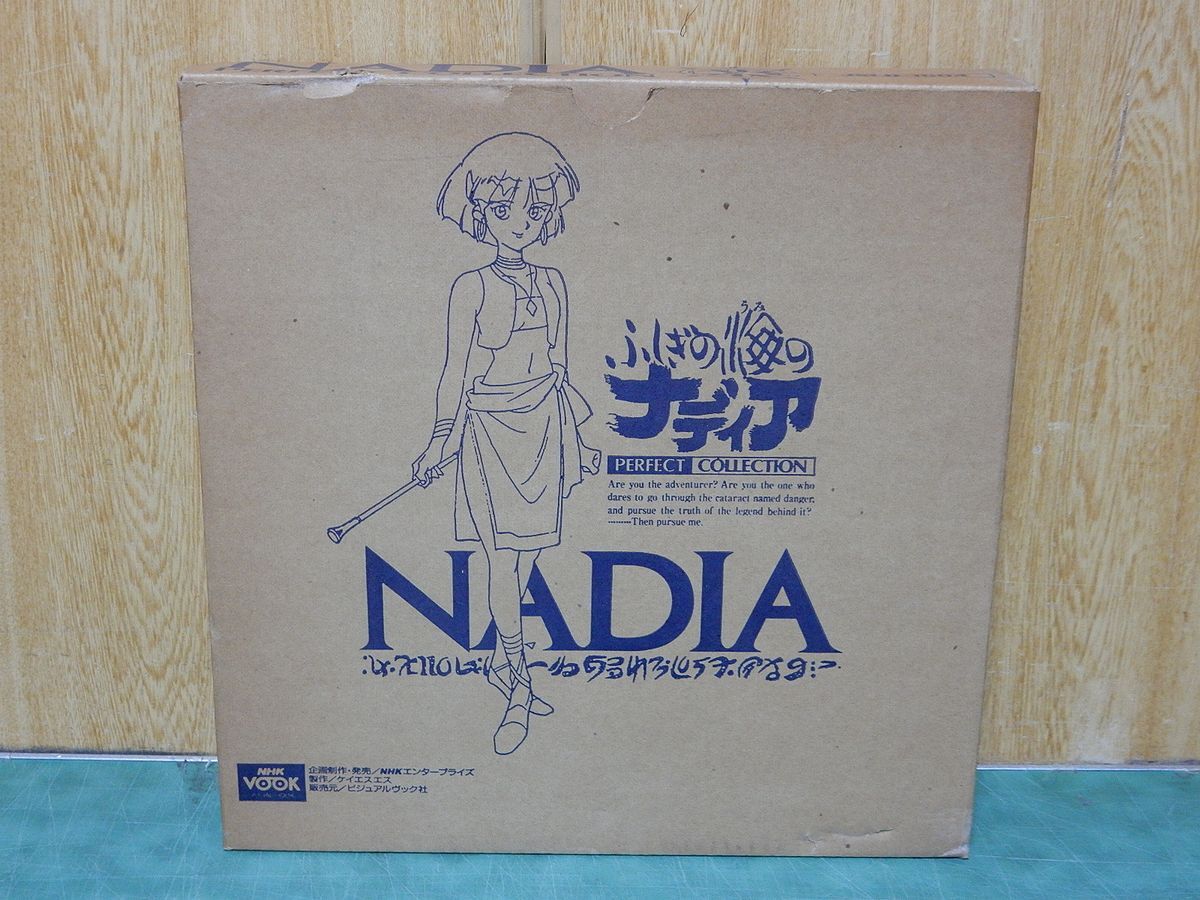 NADIA
うみ
ふしぎの海の
ナディア
PERFECT COLLECTION
Are you the adventurer? Are you the one who
dares to go through the cataract named danger,
and pursue the truth of the legend behind it?
---------Then pursue me.
NADIA
NHK
VOOK
企画制作・発売／NHKエンタープライズ
製作／ケイエスエス
販売元／ビジュアルヴック社